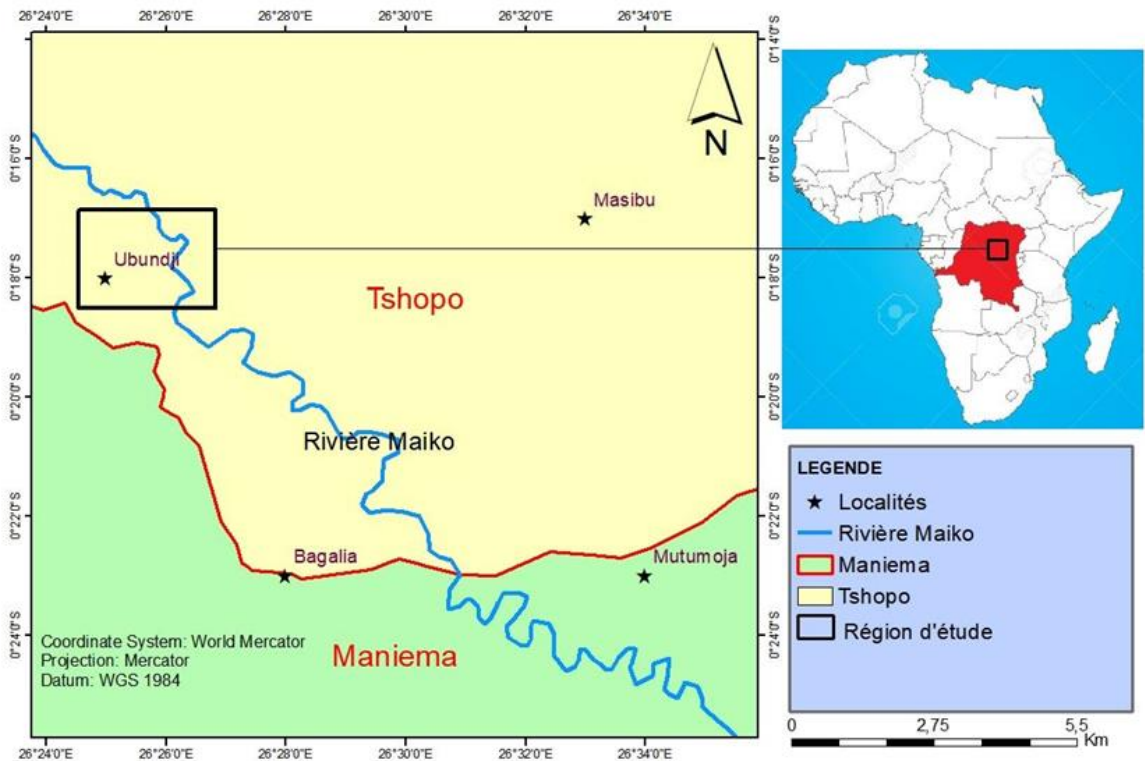 26°24'0"E 26°26'0"E 26°28'0"E 26°30'0"E 26°32'0"E 26°34'0"E
0°14'0"S
0°16'0"S 0°16'0"S
0°18'0"S 0°18'0"S
0°20'0"S 0°20'0"S
0°22'0"S 0°22'0"S
0°24'0"S 0°24'0"S
N
Masibu
Ubundji
Tshopo
Rivière Maiko
Bagalia
Mutumoja
Maniema
Coordinate System: World Mercator
Projection: Mercator
Datum: WGS 1984
26°24'0"E 26°26'0"E 26°28'0"E 26°30'0"E 26°32'0"E 26°34'0"E
LEGENDE
Localités
Rivière Maiko
Maniema
Tshopo
Région d'étude
0 2,75 5,5
Km